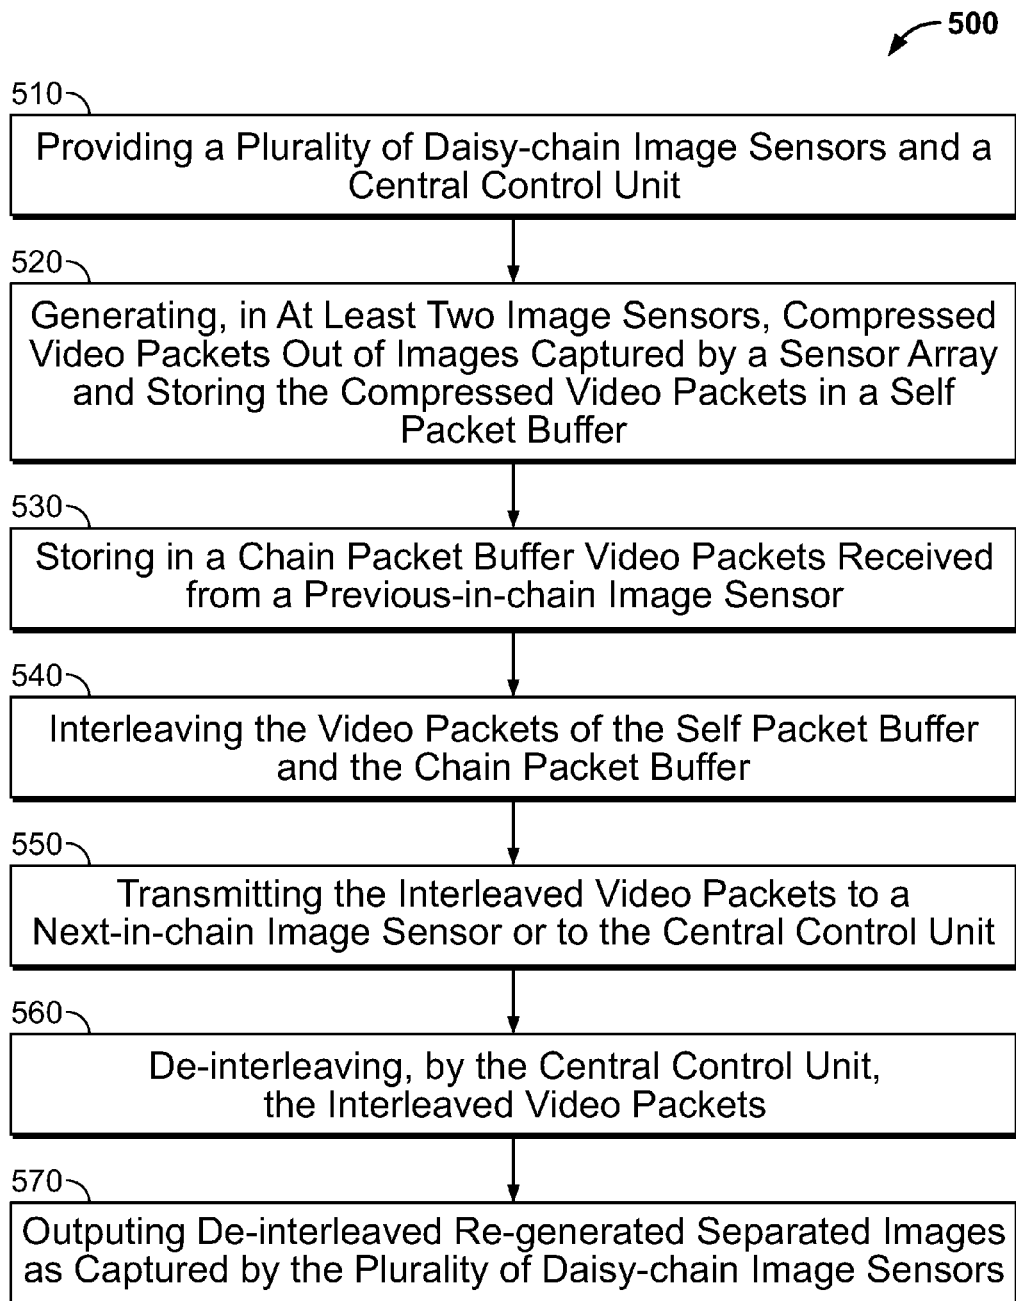 500
510
Providing a Plurality of Daisy-chain Image Sensors and a
Central Control Unit
520
Generating, in At Least Two Image Sensors, Compressed
Video Packets Out of Images Captured by a Sensor Array
and Storing the Compressed Video Packets in a Self
Packet Buffer
530
Storing in a Chain Packet Buffer Video Packets Received
from a Previous-in-chain Image Sensor
540
Interleaving the Video Packets of the Self Packet Buffer
and the Chain Packet Buffer
550
Transmitting the Interleaved Video Packets to a
Next-in-chain Image Sensor or to the Central Control Unit
560
De-interleaving, by the Central Control Unit,
the Interleaved Video Packets
570
Outputing De-interleaved Re-generated Separated Images
as Captured by the Plurality of Daisy-chain Image Sensors